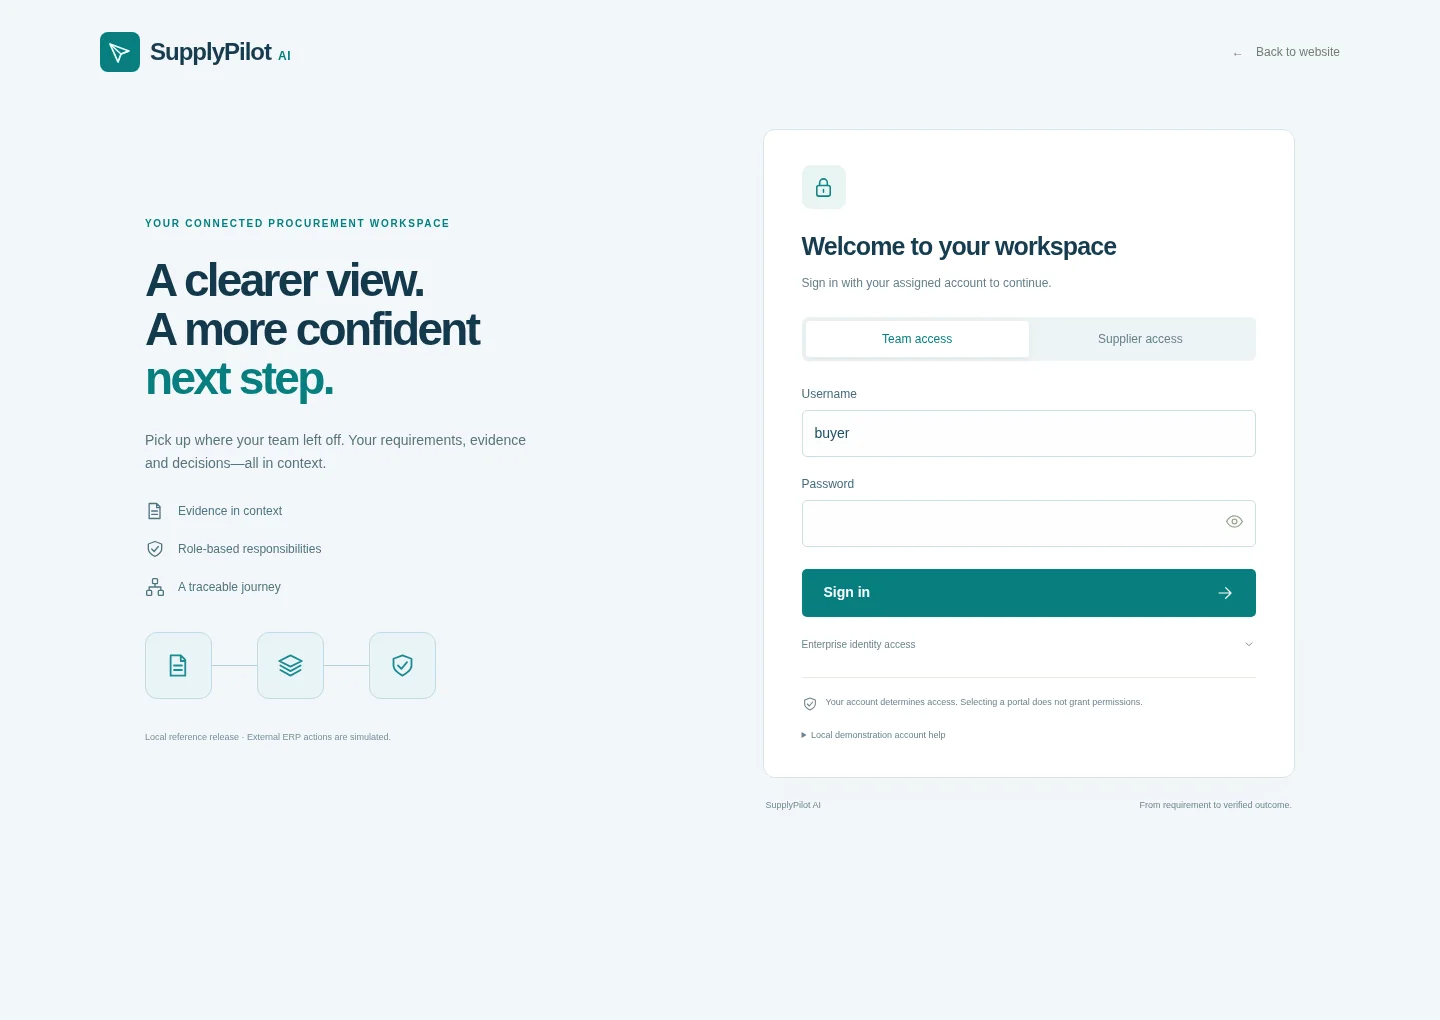 SupplyPilot AI
← Back to website
YOUR CONNECTED PROCUREMENT WORKSPACE
A clearer view.
A more confident
next step.
Pick up where your team left off. Your requirements, evidence
and decisions—all in context.
Evidence in context
Role-based responsibilities
A traceable journey
Local reference release · External ERP actions are simulated.
Welcome to your workspace
Sign in with your assigned account to continue.
Team access
Supplier access
Username
buyer
Password
Sign in
Enterprise identity access
Your account determines access. Selecting a portal does not grant permissions.
Local demonstration account help
SupplyPilot AI
From requirement to verified outcome.